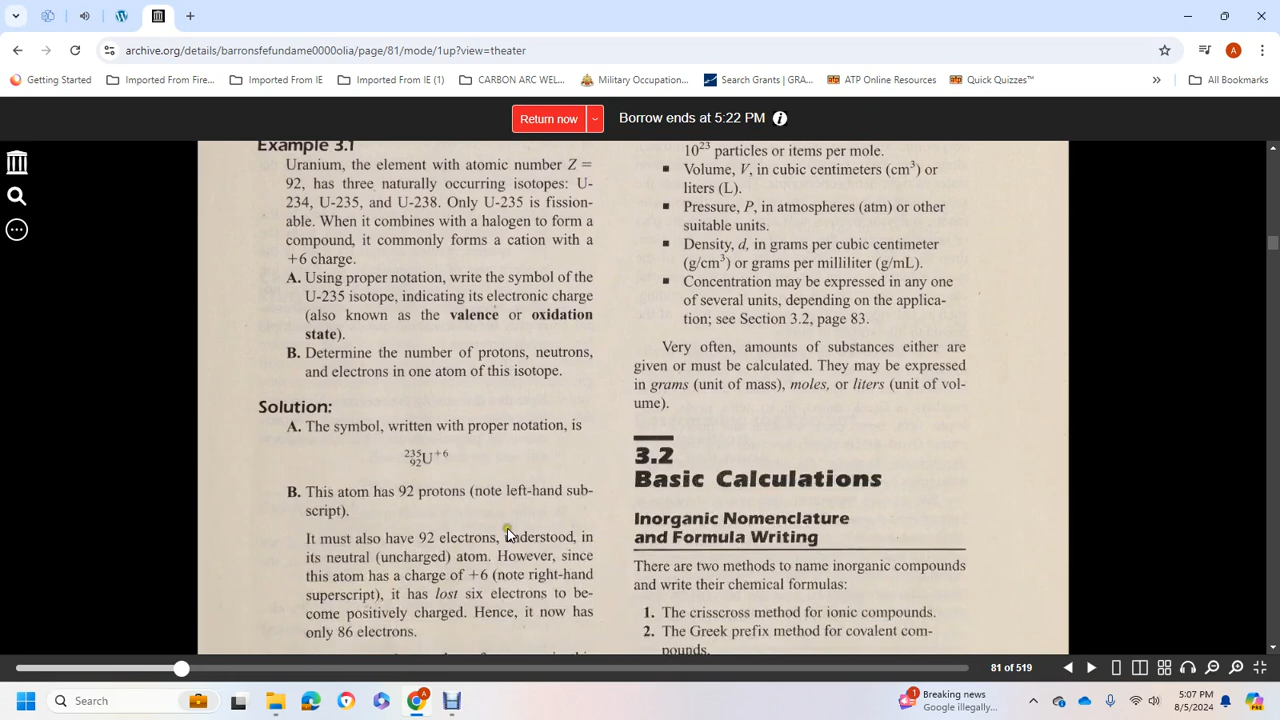 archive.org/details/barronsfefundame0000olia/page/81/mode/1up?view=theater
A
Getting Started
Imported From Fire...
Imported From IE
Imported From IE (1)
CARBON ARC WEL...
Military Occupation...
Search Grants | GRA...
ATP Online Resources
Quick Quizzes™
»
All Bookmarks
Return now
Borrow ends at 5:22 PM
Example 3.1
Uranium, the element with atomic number Z =
92, has three naturally occurring isotopes: U-
234, U-235, and U-238. Only U-235 is fission-
able. When it combines with a halogen to form a
compound, it commonly forms a cation with a
+6 charge.
A. Using proper notation, write the symbol of the
U-235 isotope, indicating its electronic charge
(also known as the valence or oxidation
state).
B. Determine the number of protons, neutrons,
and electrons in one atom of this isotope.
Solution:
A. The symbol, written with proper notation, is
²³⁵₉₂U⁺⁶
B. This atom has 92 protons (note left-hand sub-
script).
It must also have 92 electrons, understood, in
its neutral (uncharged) atom. However, since
this atom has a charge of +6 (note right-hand
superscript), it has lost six electrons to be-
come positively charged. Hence, it now has
only 86 electrons.
10²³ particles or items per mole.
■ Volume, V, in cubic centimeters (cm³) or
liters (L).
■ Pressure, P, in atmospheres (atm) or other
suitable units.
■ Density, d, in grams per cubic centimeter
(g/cm³) or grams per milliliter (g/mL).
■ Concentration may be expressed in any one
of several units, depending on the applica-
tion; see Section 3.2, page 83.
Very often, amounts of substances either are
given or must be calculated. They may be expressed
in grams (unit of mass), moles, or liters (unit of vol-
ume).
3.2
Basic Calculations
Inorganic Nomenclature
and Formula Writing
There are two methods to name inorganic compounds
and write their chemical formulas:
1. The crisscross method for ionic compounds.
2. The Greek prefix method for covalent com-
pounds.
81 of 519
Search
1
Breaking news
Google illegally...
5:07 PM
8/5/2024